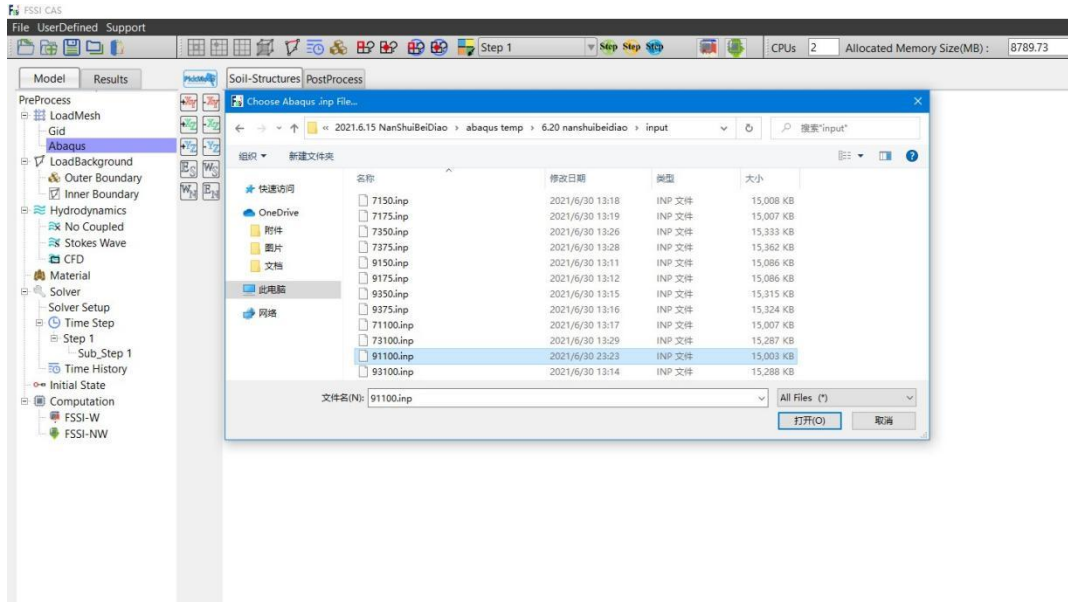 FSSI CAS
File UserDefined Support
Step 1
Step Step Step
CPUs 2 Allocated Memory Size(MB) : 8789.73
Model Results
Soil-Structures PostProcess
PreProcess
LoadMesh
Gid
Abaqus
LoadBackground
Outer Boundary
Inner Boundary
Hydrodynamics
No Coupled
Stokes Wave
CFD
Material
Solver
Solver Setup
Time Step
Step 1
Sub_Step 1
Time History
Initial State
Computation
FSSI-W
FSSI-NW
Choose Abaqus .inp File...
« 2021.6.15 NanShuiBeiDiao › abaqus temp › 6.20 nanshuibeidiao › input
搜索"input"
组织 新建文件夹
快速访问
OneDrive
附件
图片
文档
此电脑
网络
名称 修改日期 类型 大小
7150.inp 2021/6/30 13:18 INP 文件 15,008 KB
7175.inp 2021/6/30 13:19 INP 文件 15,007 KB
7350.inp 2021/6/30 13:26 INP 文件 15,333 KB
7375.inp 2021/6/30 13:28 INP 文件 15,362 KB
9150.inp 2021/6/30 13:11 INP 文件 15,086 KB
9175.inp 2021/6/30 13:12 INP 文件 15,086 KB
9350.inp 2021/6/30 13:15 INP 文件 15,315 KB
9375.inp 2021/6/30 13:16 INP 文件 15,324 KB
71100.inp 2021/6/30 13:17 INP 文件 15,007 KB
73100.inp 2021/6/30 13:29 INP 文件 15,287 KB
91100.inp 2021/6/30 23:23 INP 文件 15,003 KB
93100.inp 2021/6/30 13:14 INP 文件 15,288 KB
文件名(N): 91100.inp
All Files (*)
打开(O) 取消